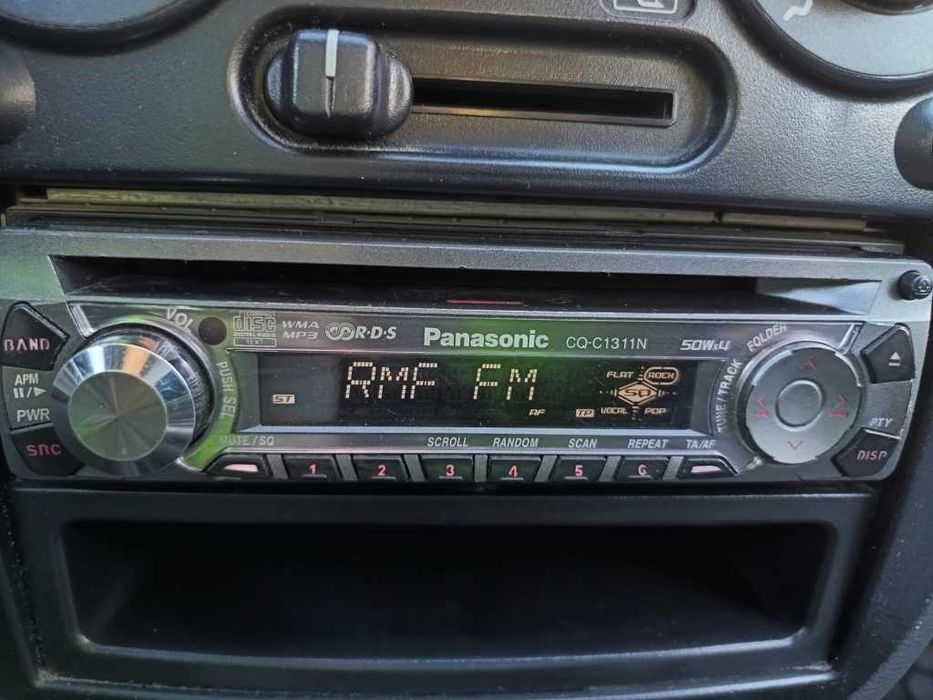 VOL
disc
TEXT
WMA
MP3
R·D·S
Panasonic
CQ-C1311N
50Wx4
FOLDER
BAND
APM
PWR
SRC
PUSH SEL
MUTE/SQ
RMF FM
ST
AF
TP
FLAT
ROCK
SQ
VOCAL
POP
TUNE/TRACK
PTY
DISP
SCROLL
RANDOM
SCAN
REPEAT
TA/AF
1
2
3
4
5
6